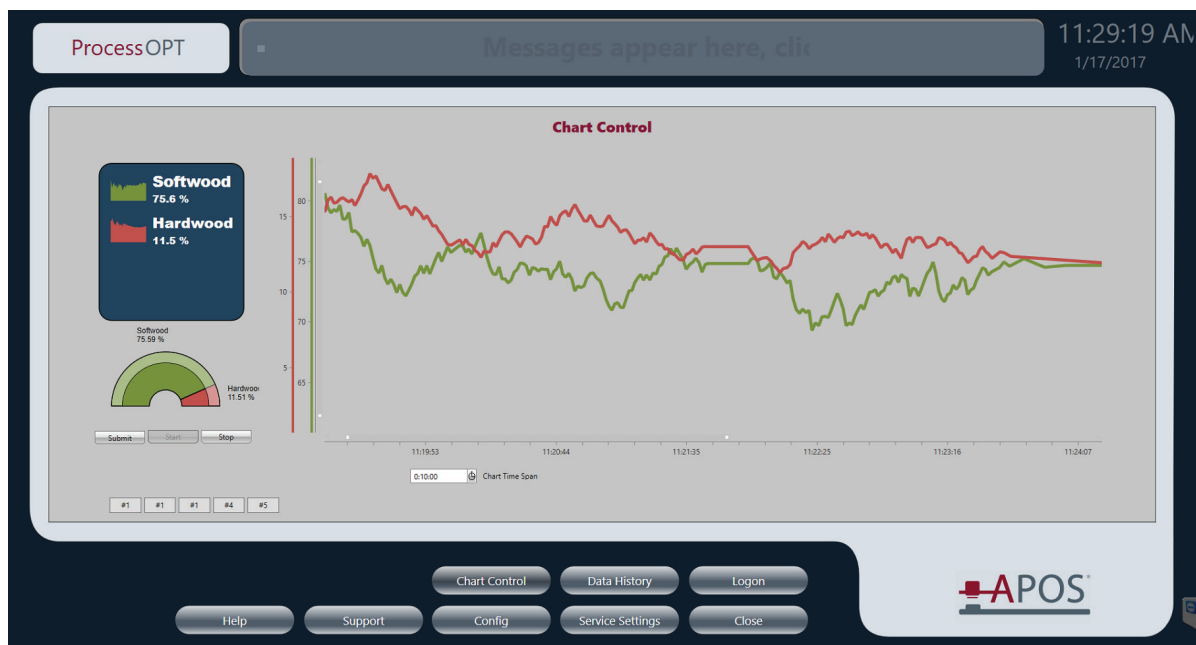 ProcessOPT
Messages appear here, clic
11:29:19 AM
1/17/2017
Chart Control
Softwood
75.6 %
Hardwood
11.5 %
Softwood
75.59 %
Hardwoo
11.51 %
Submit
Start
Stop
15
10
5
80
75
70
65
11:19:53
11:20:44
11:21:35
11:22:25
11:23:16
11:24:07
0:10:00
Chart Time Span
#1
#1
#1
#4
#5
Chart Control
Data History
Logon
Help
Support
Config
Service Settings
Close
APOS